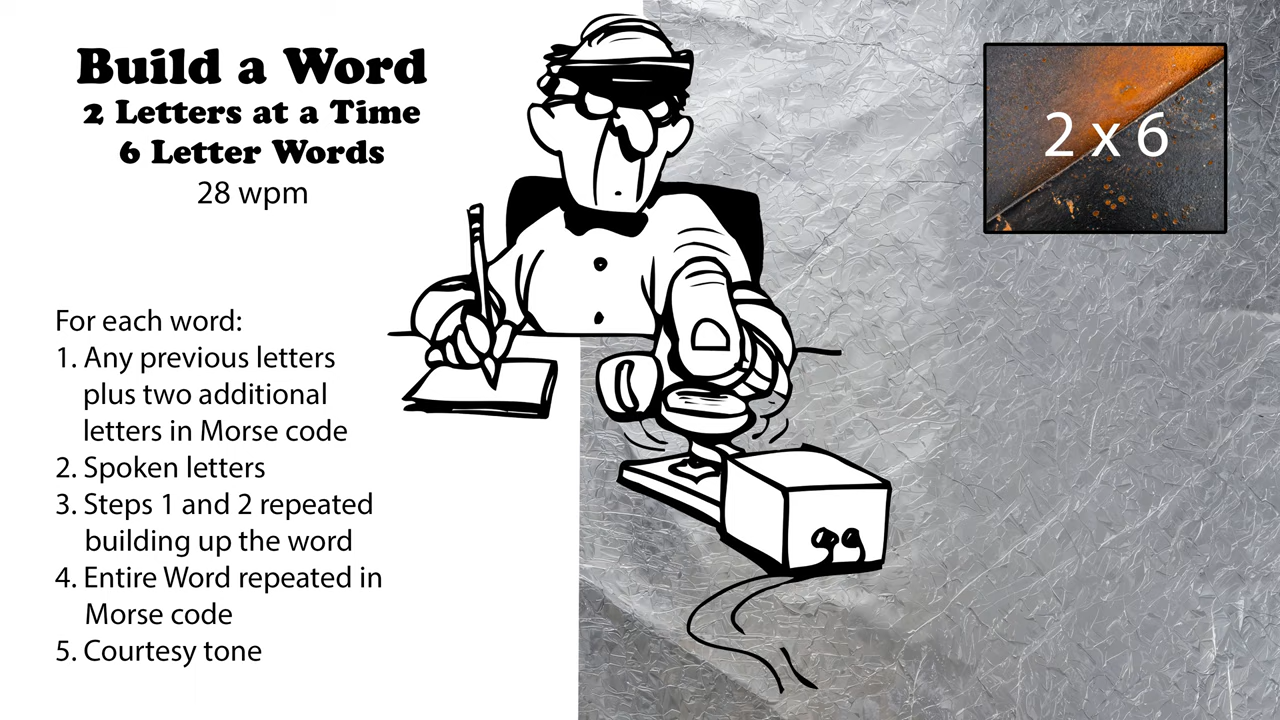 Build a Word
2 Letters at a Time
6 Letter Words
28 wpm
2 x 6
For each word:
1. Any previous letters
plus two additional
letters in Morse code
2. Spoken letters
3. Steps 1 and 2 repeated
building up the word
4. Entire Word repeated in
Morse code
5. Courtesy tone